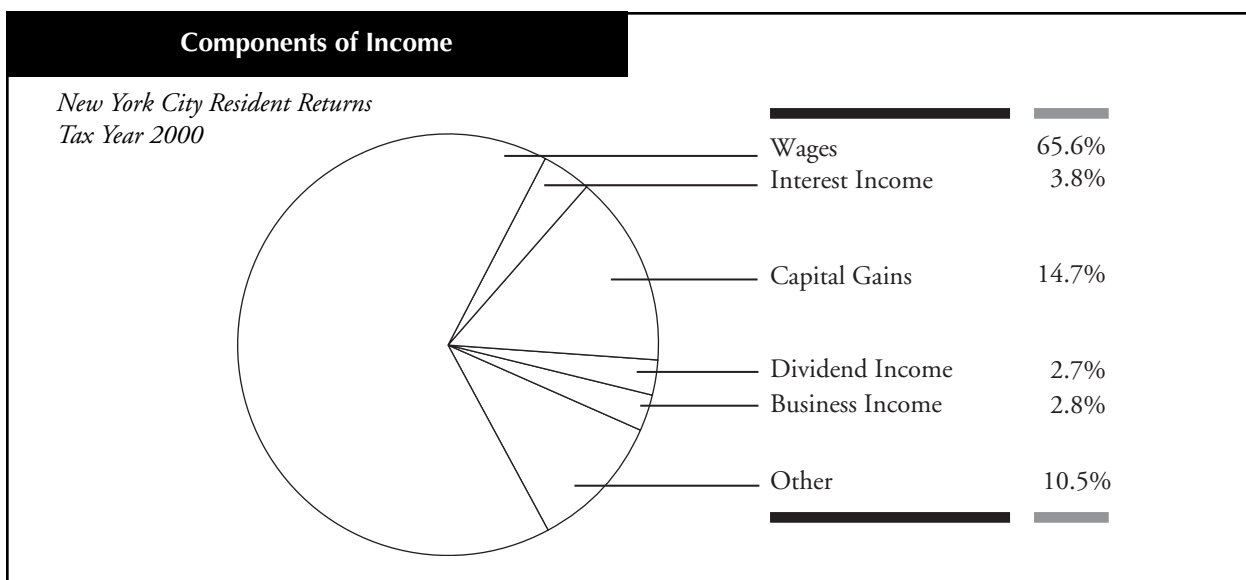 Components of Income
New York City Resident Returns
Tax Year 2000
Wages 65.6%
Interest Income 3.8%
Capital Gains 14.7%
Dividend Income 2.7%
Business Income 2.8%
Other 10.5%